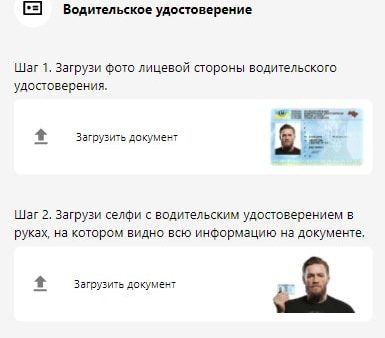 Водительское удостоверение
Шаг 1. Загрузи фото лицевой стороны водительского
удостоверения.
Загрузить документ
Шаг 2. Загрузи селфи с водительским удостоверением в
руках, на котором видно всю информацию на документе.
Загрузить документ